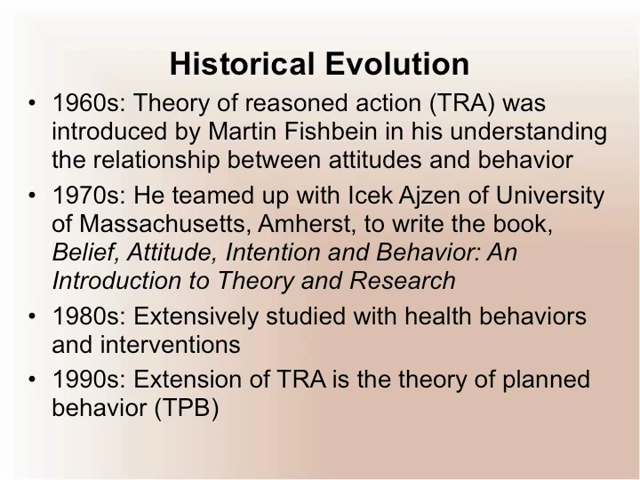 Historical Evolution
• 1960s: Theory of reasoned action (TRA) was
introduced by Martin Fishbein in his understanding
the relationship between attitudes and behavior
• 1970s: He teamed up with Icek Ajzen of University
of Massachusetts, Amherst, to write the book,
Belief, Attitude, Intention and Behavior: An
Introduction to Theory and Research
• 1980s: Extensively studied with health behaviors
and interventions
• 1990s: Extension of TRA is the theory of planned
behavior (TPB)